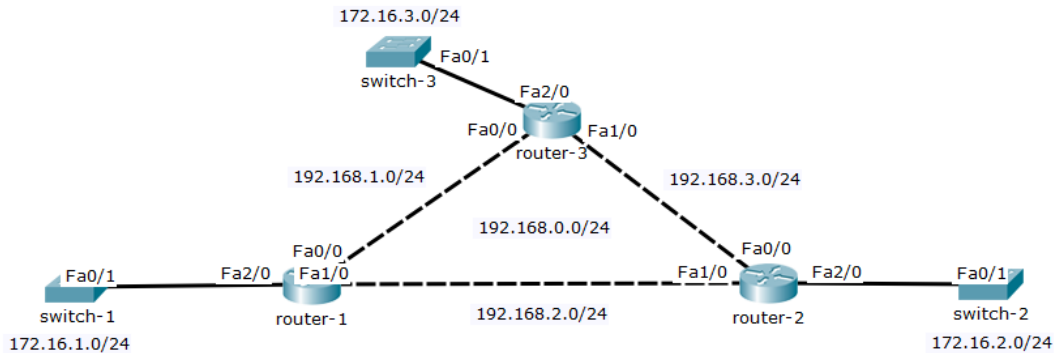 172.16.3.0/24
Fa0/1
switch-3
Fa2/0
Fa0/0
Fa1/0
router-3
192.168.1.0/24
192.168.3.0/24
192.168.0.0/24
Fa0/0
Fa0/0
Fa0/1
Fa2/0
Fa1/0
Fa1/0
Fa2/0
Fa0/1
switch-1
router-1
192.168.2.0/24
router-2
switch-2
172.16.1.0/24
172.16.2.0/24